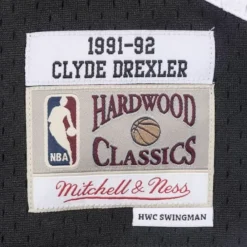 1991-92
CLYDE DREXLER
NBA
HARDWOOD
CLASSICS
Mitchell & Ness
HWC SWINGMAN